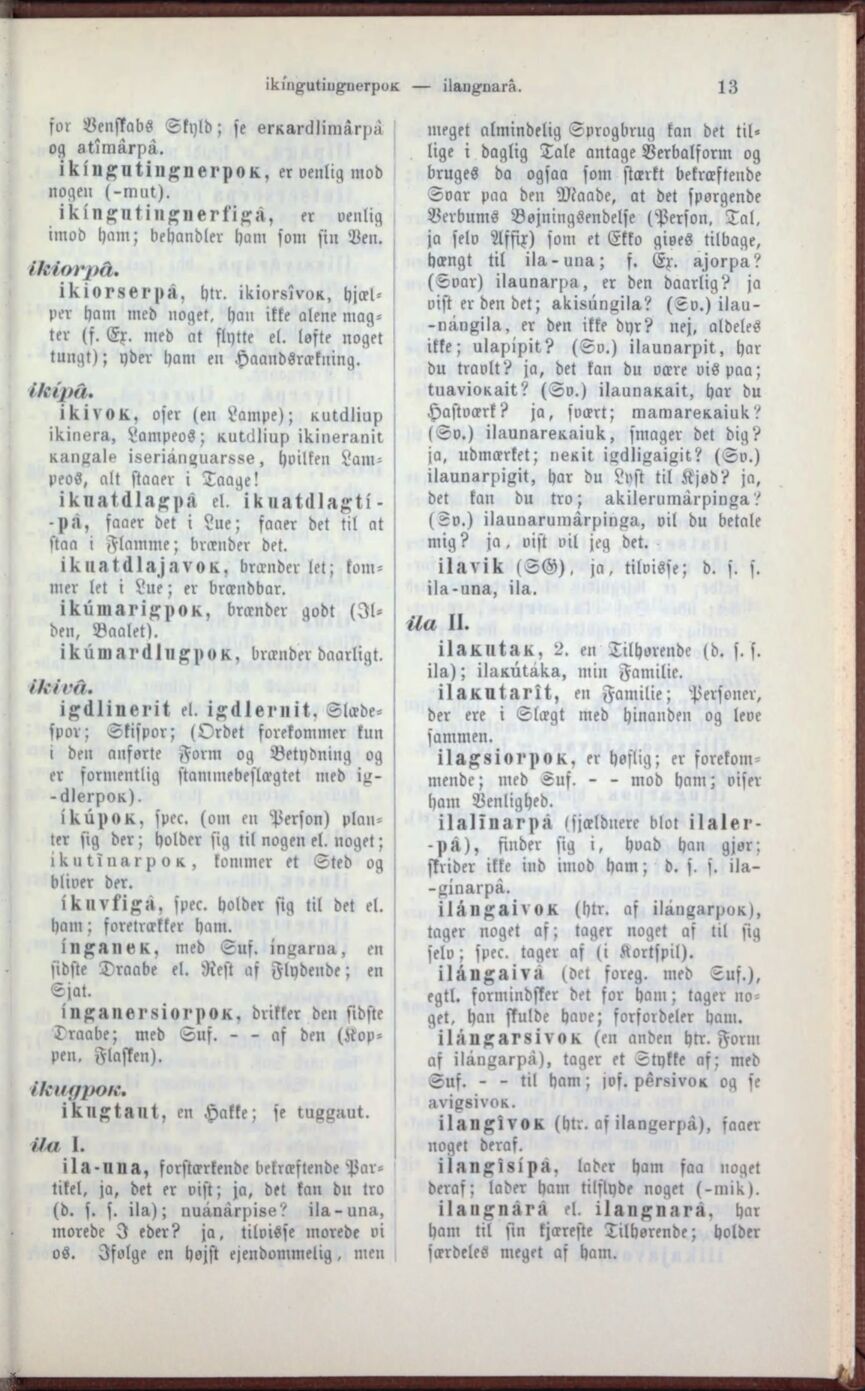 ikíngutingnerpoĸ — ilangnarâ. 13
for Venskabs Skyld; se erĸardlimârpâ
og atîmârpâ.
ikíngutingnerpoĸ, er venlig mod
nogen (-mut).
ikíngutingnerfigâ, er venlig
imod ham; behandler ham som sin Ven.
ikiorpâ.
ikiorserpâ, htr. ikiorsîvoĸ, hjæl-
per ham med noget, han ikke alene mag-
ter (f. Ex. med at flytte el. løfte noget
tungt); yder ham en Haandsrækning.
ikípâ.
ikivoĸ, oser (en Lampe); ĸutdliup
ikinera, Lampeos; ĸutdliup ikineranit
ĸangale iseriánguarsse, hvilken Lam-
peos, alt staaer i Taage!
ikuatdlagpâ el. ikuatdlagtí-
-pâ, faaer det i Lue; faaer det til at
staa i Flamme; brænder det.
ikuatdlajavoĸ, brænder let; kom-
mer let i Lue; er brændbar.
ikúmarigpoĸ, brænder godt (Il-
den, Baalet).
ikúmardlugpoĸ, brænder daarligt.
ikivâ.
igdlinerit el. igdlernit, Slæde-
spor; Skispor; (Ordet forekommer kun
i den anførte Form og Betydning og
er formentlig stammebeslægtet med ig-
-dlerpoĸ).
íkúpoĸ, spec. (om en Person) plan-
ter sig der; holder sig til nogen el. noget;
ikutînarpoĸ, kommer et Sted og
bliver der.
íkuvfigâ, spec. holder sig til det el.
ham; foretrækker ham.
ínganeĸ, med Suf. íngarna, en
sidste Draabe el. Rest af Flydende; en
Sjat.
ínganersiorpoĸ, drikker den sidste
Draabe; med Suf. - - af den (Kop-
pen, Flasken).
ikugpoĸ.
ikugtaut, en Hakke; se tuggaut.
ila I.
ila-una, forstærkende bekræftende Par-
tikel, ja, det er vist; ja, det kan du tro
(d. s. s. ila); nuánârpise? ila-una,
morede I eder? ja, tilvisse morede vi
os. Ifølge en højst ejendommelig, men
meget almindelig Sprogbrug kan det til-
lige i daglig Tale antage Verbalform og
bruges da ogsaa som stærkt bekræftende
Svar paa den Maade, at det spørgende
Verbums Bøjningsendelse (Person, Tal,
ja selv Affix) som et Ekko gives tilbage,
hængt til ila-una; f. Ex. ajorpa?
(Svar) ilaunarpa, er den daarlig? ja
vist er den det; akisúngila? (Sv.) ilau-
-nángila, er den ikke dyr? nej, aldeles
ikke; ulapípit? (Sv.) ilaunarpit, har
du travlt? ja, det kan du være vis paa;
tuavioĸait? (Sv.) ilaunaĸait, har du
Hastværk? ja, svært; mamareĸaiuk?
(Sv.) ilaunareĸaiuk, smager det dig?
ja, udmærket; neĸit igdligaigit? (Sv.)
ilaunarpigit, har du Lyst til Kjød? ja,
det kan du tro; akilerumârpinga?
(Sv.) ilaunarumârpinga, vil du betale
mig? ja, vist vil jeg det.
ilavik (SG), ja, tilvisse; d. s. s.
ila-una, ila.
ila II.
ilaĸutaĸ, 2. en Tilhørende (d. s. s.
ila); ilaĸútáka, min Familie.
ilaĸutarît, en Familie; Personer,
der ere i Slægt med hinanden og leve
sammen.
ilagsiorpoĸ, er høflig; er forekom-
mende; med Suf. - - mod ham; viser
ham Venlighed.
ilalînarpâ (sjældnere blot ilaler-
-pâ), finder sig i, hvad han gjør;
skrider ikke ind imod ham; d. s. s. ila-
-gínarpâ.
ilángaivoĸ (htr. af ilángarpoĸ),
tager noget af; tager noget af til sig
selv; spec. tager af (i Kortspil).
ilángaivâ (det foreg. med Suf.),
egtl. formindsker det for ham; tager no-
get, han skulde have; forfordeler ham.
ilángarsivoĸ (en anden htr. Form
af ilángarpâ), tager et Stykke af; med
Suf. - - til ham; jvf. pêrsivoĸ og se
avigsivoĸ.
ilangîvoĸ (htr. af ilangerpâ), faaer
noget deraf.
ilangîsípâ, lader ham faa noget
deraf; lader ham tilflyde noget (-mik).
ilangnârâ el. ilangnarâ, har
ham til sin kjæreste Tilhørende; holder
særdeles meget af ham.